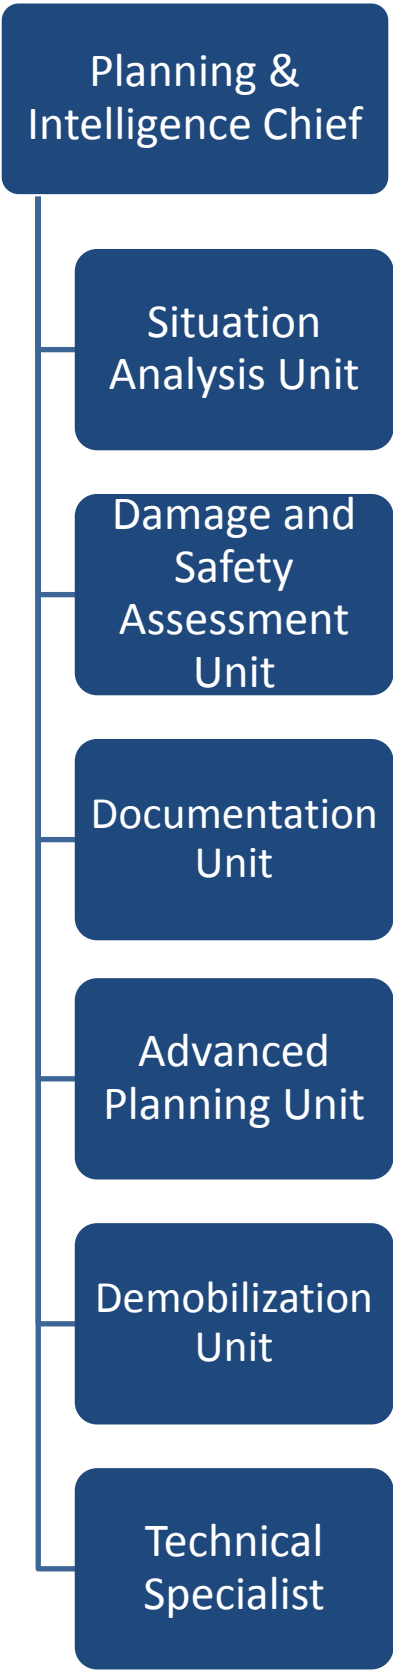 Planning &
Intelligence Chief
Situation
Analysis Unit
Damage and
Safety
Assessment
Unit
Documentation
Unit
Advanced
Planning Unit
Demobilization
Unit
Technical
Specialist